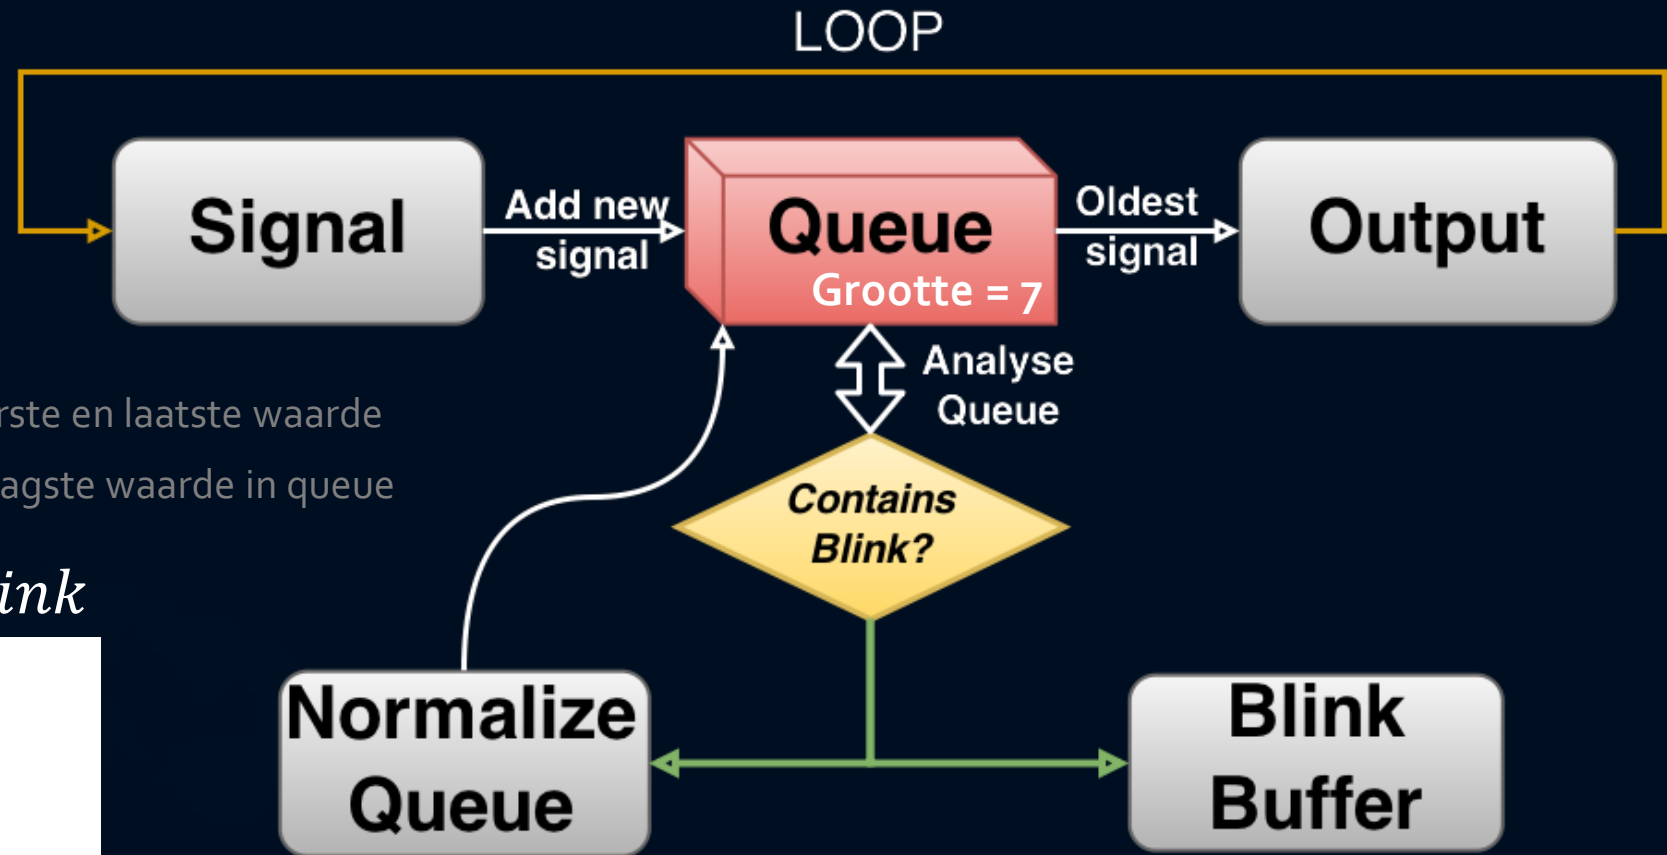 LOOP
Signal
Add new
signal
Queue
Grootte = 7
Oldest
signal
Output
Analyse
Queue
rste en laatste waarde
agste waarde in queue
Contains
Blink?
ink
Normalize
Queue
Blink
Buffer